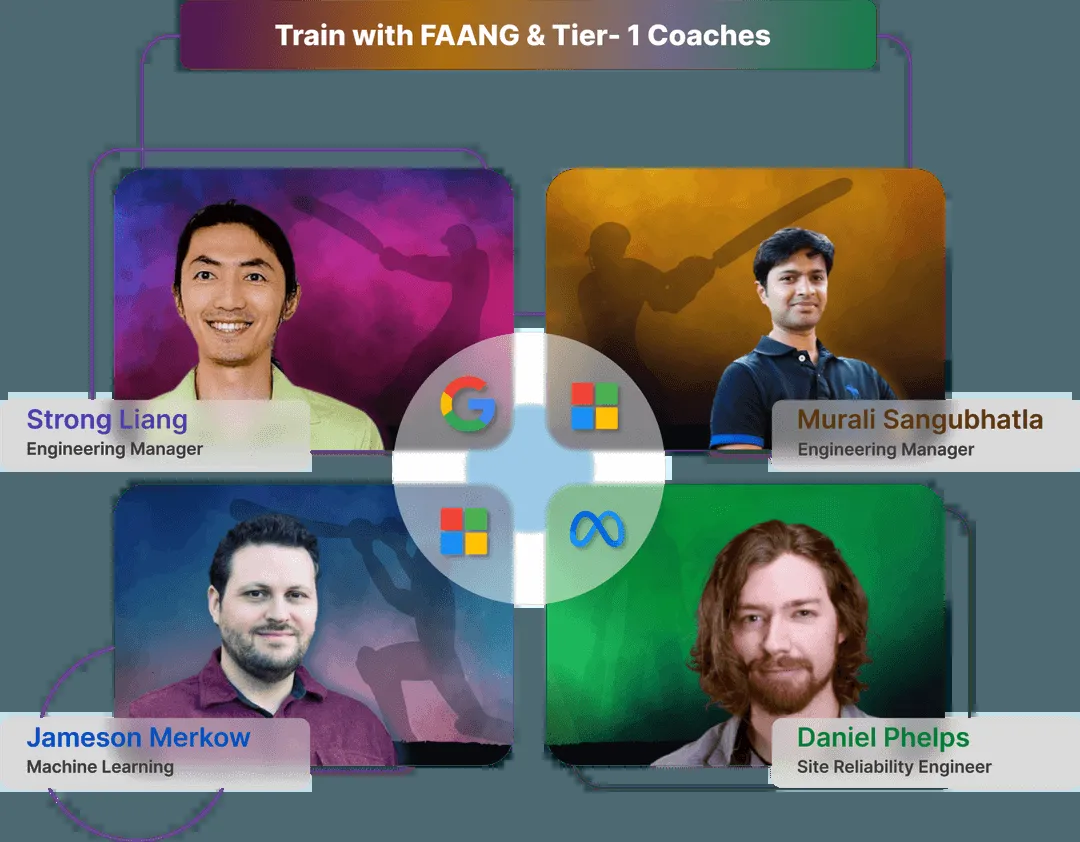 Train with FAANG & Tier- 1 Coaches
Strong Liang
Engineering Manager
Murali Sangubhatla
Engineering Manager
Jameson Merkow
Machine Learning
Daniel Phelps
Site Reliability Engineer